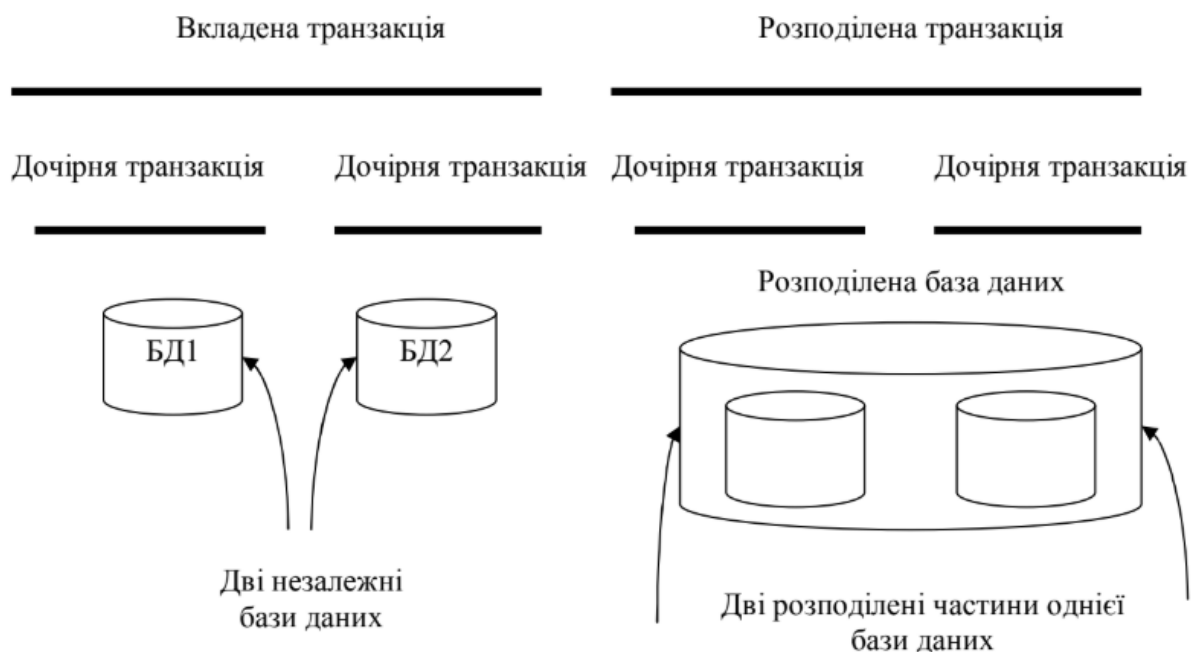 Вкладена транзакція
Розподілена транзакція
Дочірня транзакція
Дочірня транзакція
Дочірня транзакція
Дочірня транзакція
Розподілена база даних
БД1
БД2
Дві незалежні
бази даних
Дві розподілені частини однієї
бази даних